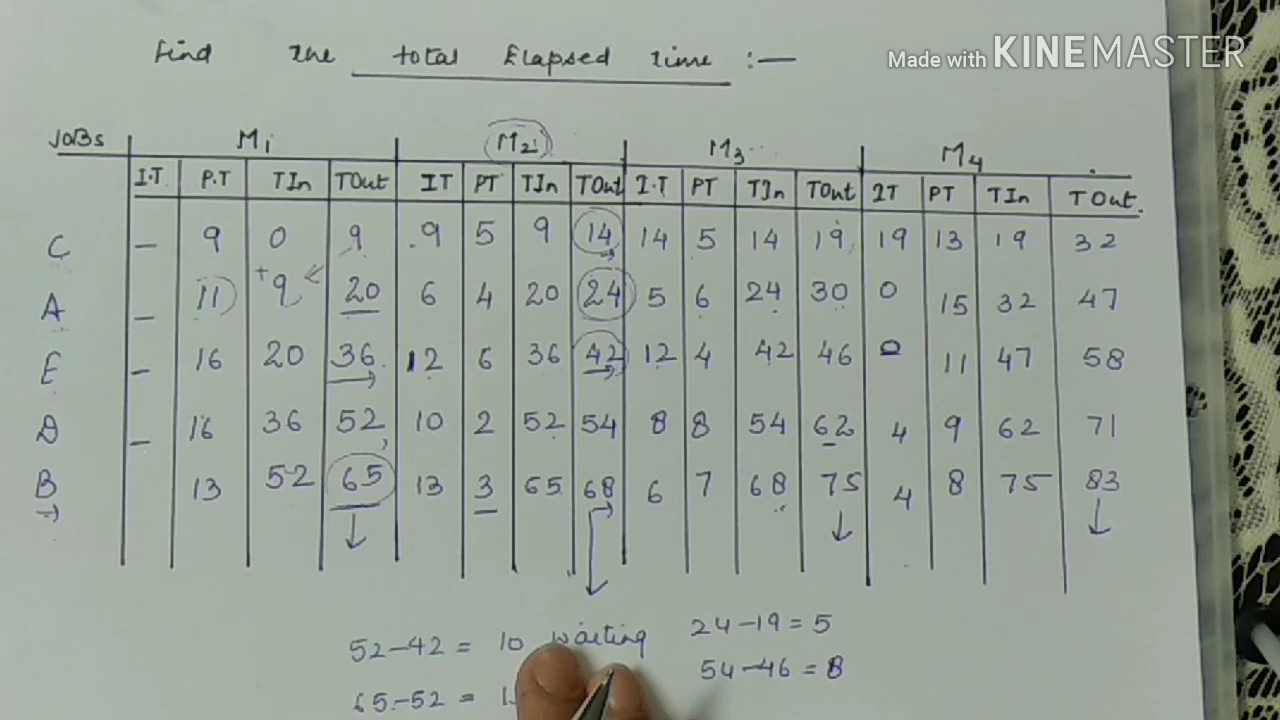 Find the total Elapsed time :—
Made with KINEMASTER
JOBs M1 M2 M3 M4
I.T. P.T TIn TOut IT PT TIn TOut I.T PT TIn TOut IT PT TIn TOut.
C — 9 0 9 9 5 9 14 14 5 14 19 19 13 19 32
A — 11 +9 20 6 4 20 24 5 6 24 30 0 15 32 47
E — 16 20 36 12 6 36 42 12 4 42 46 0 11 47 58
D — 16 36 52 10 2 52 54 8 8 54 62 4 9 62 71
B 13 52 65 13 3 65 68 6 7 68 75 4 8 75 83
52-42 = 10 waiting 24-19 = 5
54-46 = 8
65-52 =